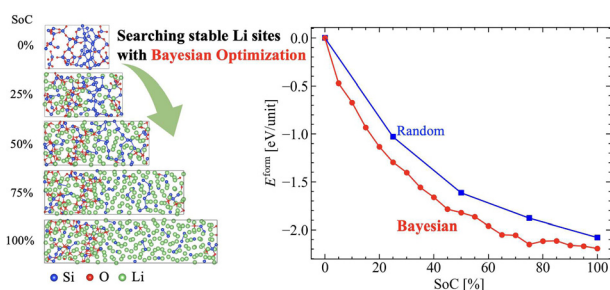 SoC
0%
25%
50%
75%
100%
Searching stable Li sites
with Bayesian Optimization
Si O Li
0.0
−0.5
−1.0
−1.5
−2.0
E^form [eV/unit]
Random
Bayesian
0 20 40 60 80 100
SoC [%]